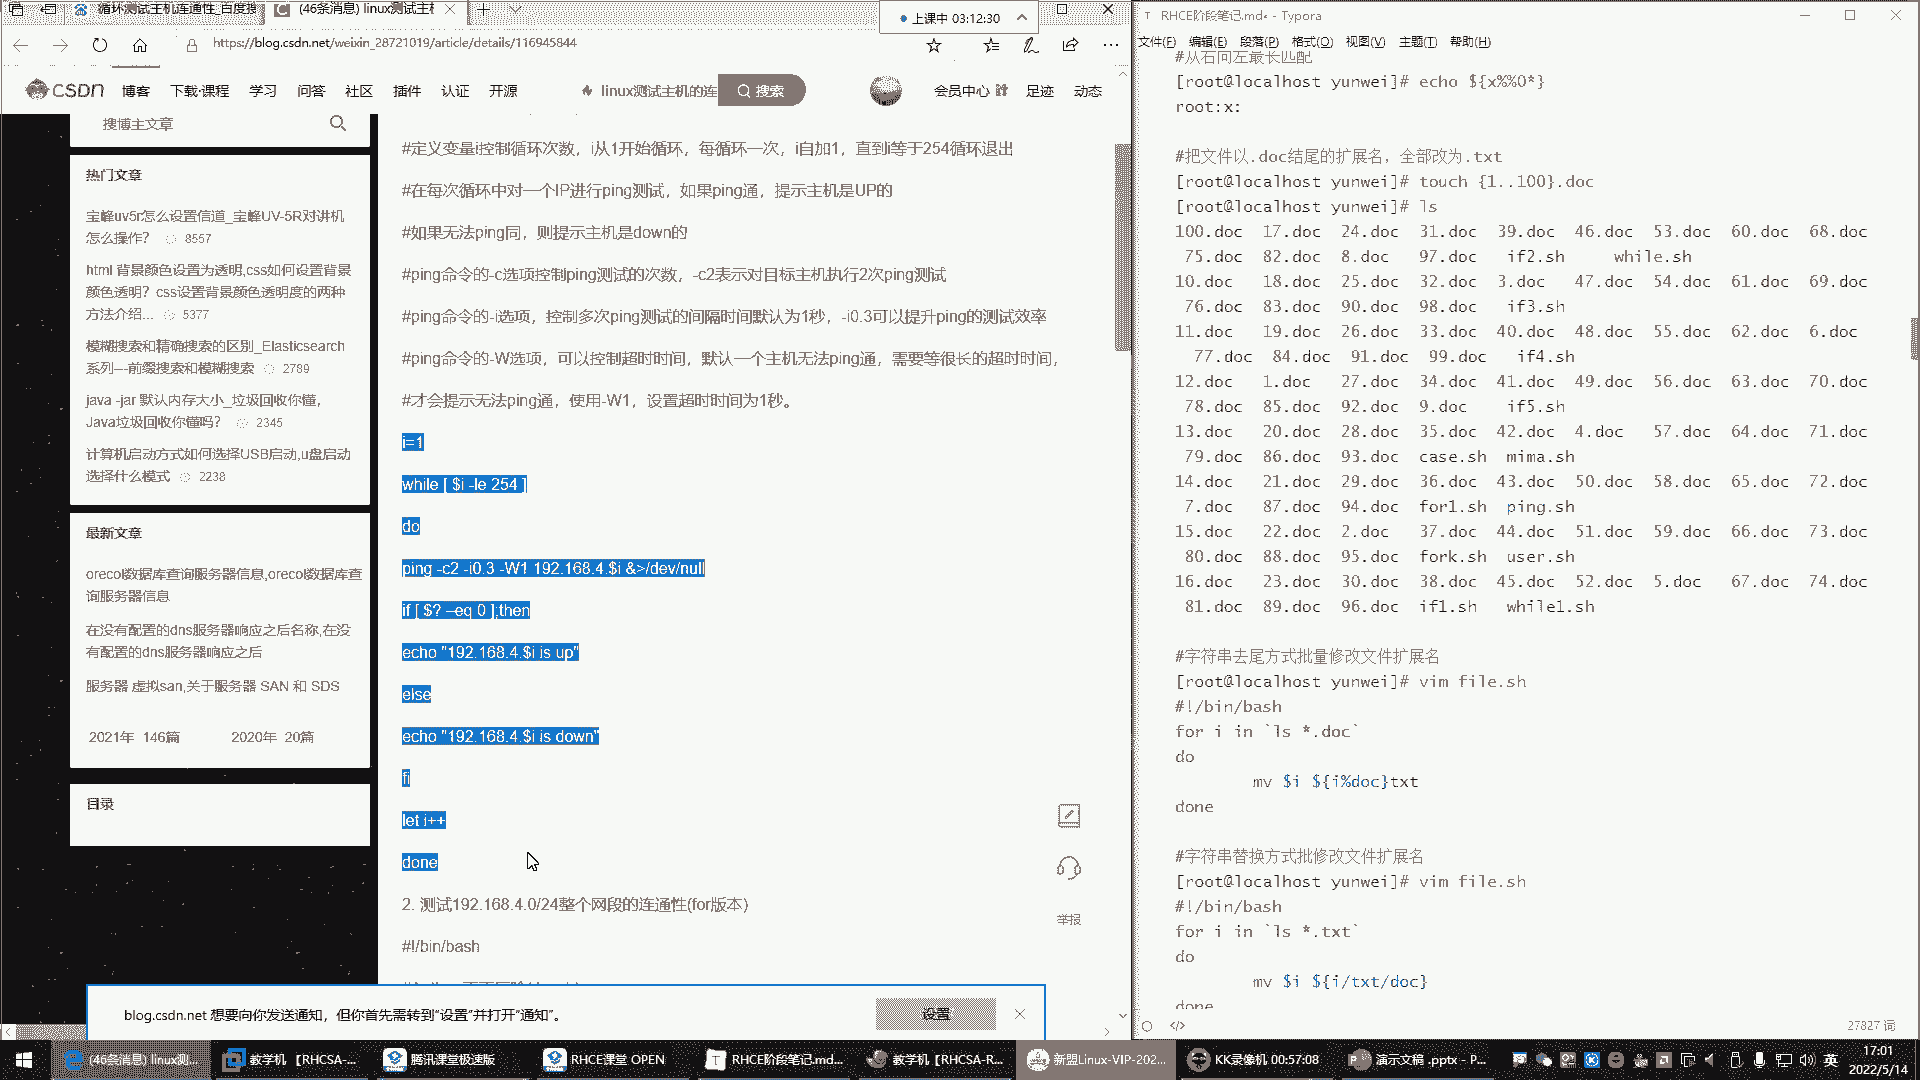 循环测试主机连通性_百度搜
(46条消息) linux测试主机
上课中 03:12:30
https://blog.csdn.net/weixin_28721019/article/details/116945844
CSDN 博客 下载·课程 学习 问答 社区 插件 认证 开源 linux测试主机的连 搜索 会员中心 足迹 动态
搜博主文章
热门文章
宝峰uv5r怎么设置信道_宝峰UV-5R对讲机
怎么操作? 8557
html 背景颜色设置为透明,css如何设置背景
颜色透明? css设置背景颜色透明度的两种
方法介绍... 5377
模糊搜索和精确搜索的区别_Elasticsearch
系列---前缀搜索和模糊搜索 2789
java -jar 默认内存大小_垃圾回收你懂,
Java垃圾回收你懂吗? 2345
计算机启动方式如何选择USB启动,u盘启动
选择什么模式 2238
最新文章
orecol数据库查询服务器信息,orecol数据库查
询服务器信息
在没有配置的dns服务器响应之后名称,在没
有配置的dns服务器响应之后
服务器 虚拟san,关于服务器 SAN 和 SDS
2021年 146篇 2020年 20篇
目录
#定义变量i控制循环次数，i从1开始循环，每循环一次，i自加1，直到i等于254循环退出
#在每次循环中对一个IP进行ping测试，如果ping通，提示主机是UP的
#如果无法ping同，则提示主机是down的
#ping命令的-c选项控制ping测试的次数，-c2表示对目标主机执行2次ping测试
#ping命令的-i选项，控制多次ping测试的间隔时间默认为1秒，-i0.3可以提升ping的测试效率
#ping命令的-W选项，可以控制超时时间，默认一个主机无法ping通，需要等很长的超时时间，
#才会提示无法ping通，使用-W1，设置超时时间为1秒。
i=1
while [ $i -le 254 ]
do
ping -c2 -i0.3 -W1 192.168.4.$i &>/dev/null
if [ $? –eq 0 ];then
echo "192.168.4.$i is up"
else
echo "192.168.4.$i is down"
fi
let i++
done
2. 测试192.168.4.0/24整个网段的连通性(for版本)
#!/bin/bash
举报
blog.csdn.net 想要向你发送通知，但你首先需转到“设置”并打开“通知”。 设置
RHCE阶段笔记.md• - Typora
文件(F) 编辑(E) 段落(P) 格式(O) 视图(V) 主题(T) 帮助(H)
#从右向左最长匹配
[root@localhost yunwei]# echo ${x%%O*}
root:x:
#把文件以.doc结尾的扩展名，全部改为.txt
[root@localhost yunwei]# touch {1..100}.doc
[root@localhost yunwei]# ls
100.doc 17.doc 24.doc 31.doc 39.doc 46.doc 53.doc 60.doc 68.doc
75.doc 82.doc 8.doc 97.doc if2.sh while.sh
10.doc 18.doc 25.doc 32.doc 3.doc 47.doc 54.doc 61.doc 69.doc
76.doc 83.doc 90.doc 98.doc if3.sh
11.doc 19.doc 26.doc 33.doc 40.doc 48.doc 55.doc 62.doc 6.doc
77.doc 84.doc 91.doc 99.doc if4.sh
12.doc 1.doc 27.doc 34.doc 41.doc 49.doc 56.doc 63.doc 70.doc
78.doc 85.doc 92.doc 9.doc if5.sh
13.doc 20.doc 28.doc 35.doc 42.doc 4.doc 57.doc 64.doc 71.doc
79.doc 86.doc 93.doc case.sh mima.sh
14.doc 21.doc 29.doc 36.doc 43.doc 50.doc 58.doc 65.doc 72.doc
7.doc 87.doc 94.doc for1.sh ping.sh
15.doc 22.doc 2.doc 37.doc 44.doc 51.doc 59.doc 66.doc 73.doc
80.doc 88.doc 95.doc fork.sh user.sh
16.doc 23.doc 30.doc 38.doc 45.doc 52.doc 5.doc 67.doc 74.doc
81.doc 89.doc 96.doc if1.sh while1.sh
#字符串去尾方式批量修改文件扩展名
[root@localhost yunwei]# vim file.sh
#!/bin/bash
for i in `ls *.doc`
do
mv $i ${i%doc}txt
done
#字符串替换方式批修改文件扩展名
[root@localhost yunwei]# vim file.sh
#!/bin/bash
for i in `ls *.txt`
do
mv $i ${i/txt/doc}
done
27827 词
(46条消息) linux测... 教学机 【RHCSA-... 腾讯课堂极速版 RHCE课堂 OPEN RHCE阶段笔记.md... 教学机【RHCSA-R... 新盟Linux-VIP-202... KK录像机 00:57:08 演示文稿 .pptx - P... 英 17:01
2022/5/14